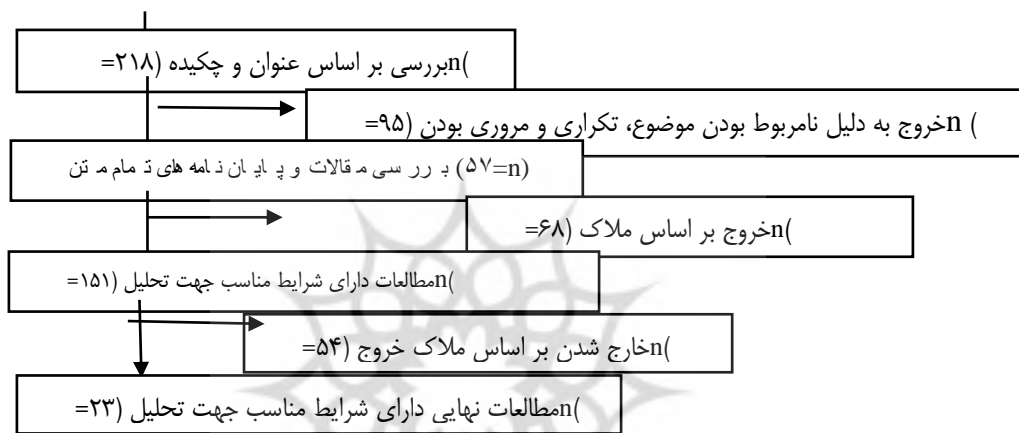 بررسی بر اساس عنوان و چکیده (n=۲۱۸)
خروج به دلیل نامربوط بودن موضوع، تکراری و مروری بودن (n=۹۵)
بررسی مقالات و پایان نامه های تمام متن (n=۵۷)
خروج بر اساس ملاک (n=۶۸)
مطالعات دارای شرایط مناسب جهت تحلیل (n=۱۵۱)
خارج شدن بر اساس ملاک خروج (n=۵۴)
مطالعات نهایی دارای شرایط مناسب جهت تحلیل (n=۲۳)